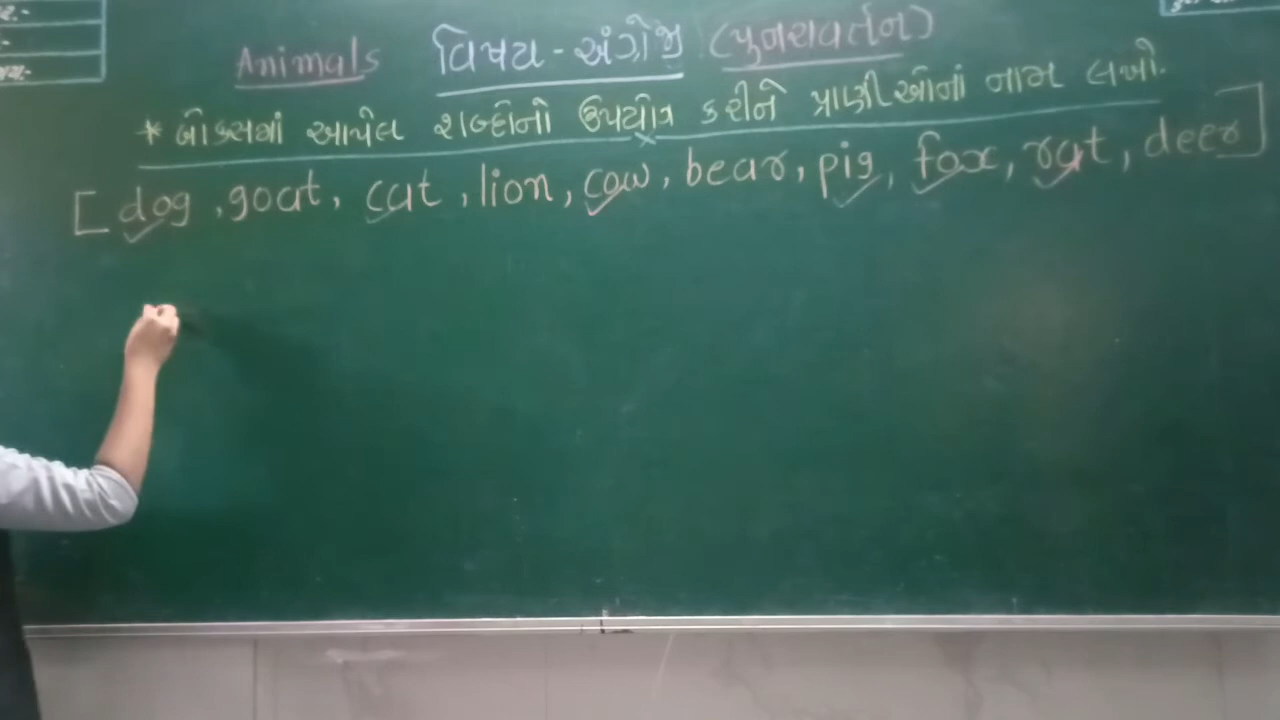 Animals વિષય - અંગ્રેજી (પુનરાવર્તન)
* બોક્સમાં આપેલ શબ્દોનો ઉપયોગ કરીને પ્રાણીઓનાં નામ લખો.
[ dog, goat, cat, lion, cow, bear, pig, fox, rat, deer ]